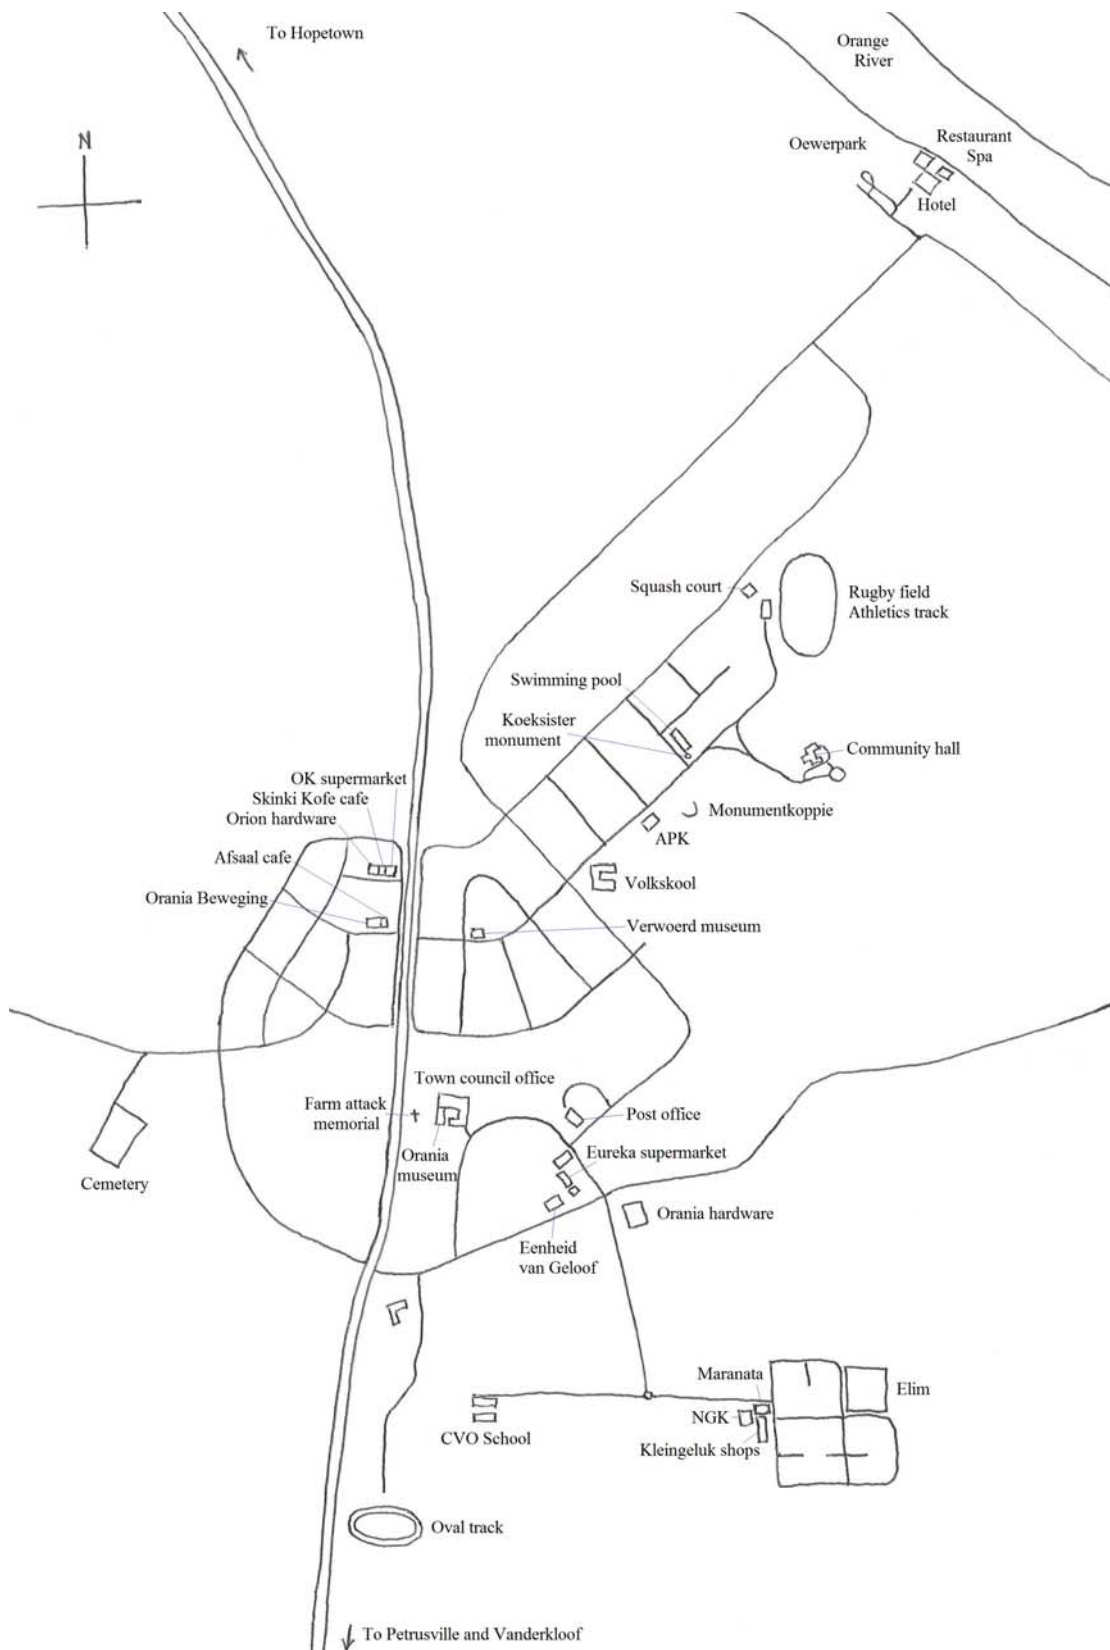 To Hopetown
Orange
River
N
Oewerpark
Restaurant
Spa
Hotel
Squash court
Rugby field
Athletics track
Swimming pool
Koeksister
monument
Community hall
OK supermarket
Skinki Kofe cafe
Orion hardware
Monumentkoppie
APK
Afsaal cafe
Volkskool
Orania Beweging
Verwoerd museum
Town council office
Farm attack
memorial
Post office
Orania
museum
Eureka supermarket
Cemetery
Orania hardware
Eenheid
van Geloof
Maranata
Elim
NGK
CVO School
Kleingeluk shops
Oval track
To Petrusville and Vanderkloof